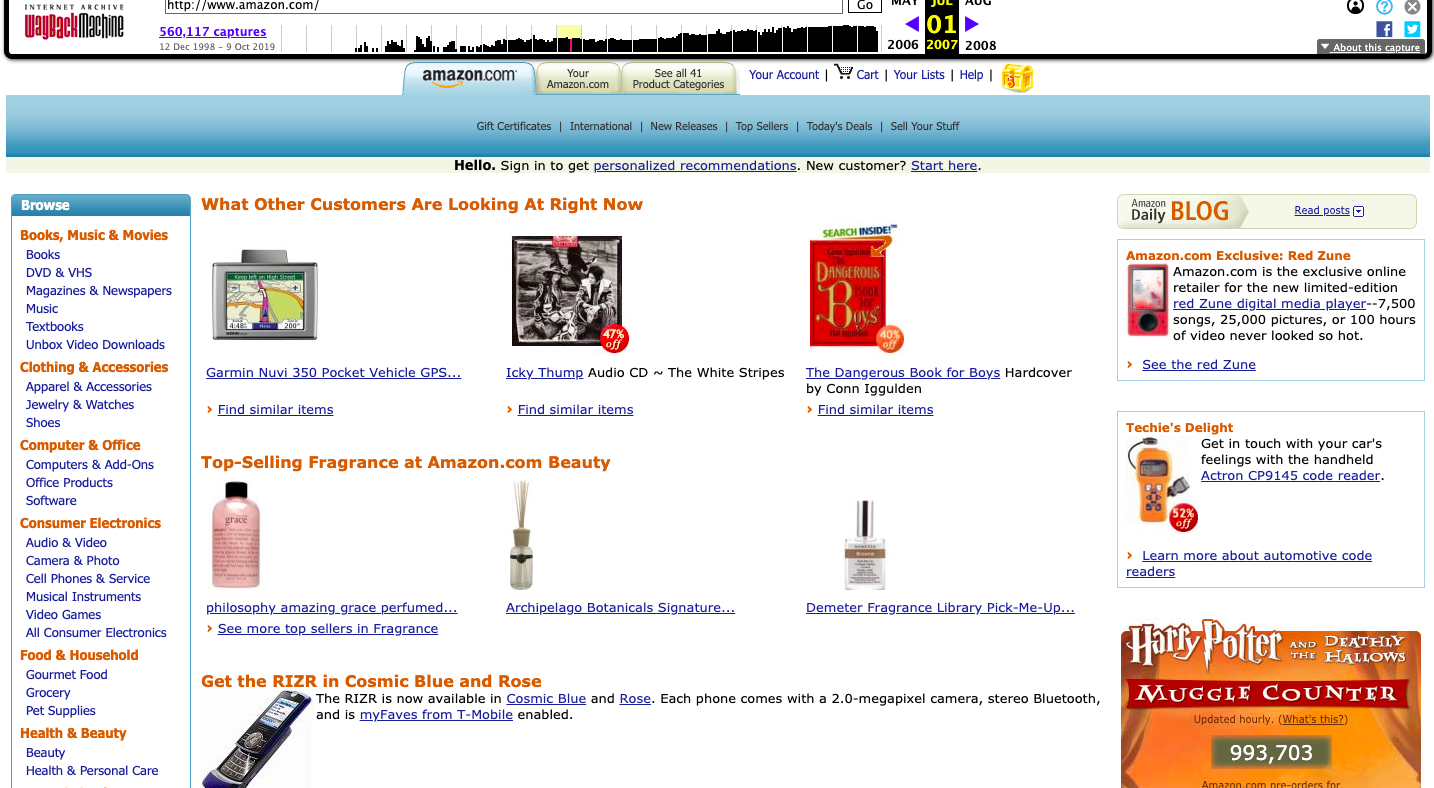 INTERNET ARCHIVE
WayBackMachine
http://www.amazon.com/
Go
MAY JUL AUG
01
2006 2007 2008
560,117 captures
12 Dec 1998 – 9 Oct 2019
About this capture
amazon.com
Your
Amazon.com
See all 41
Product Categories
Your Account | Cart | Your Lists | Help |
Gift Certificates | International | New Releases | Top Sellers | Today's Deals | Sell Your Stuff
Hello. Sign in to get personalized recommendations. New customer? Start here.
Browse
Books, Music & Movies
Books
DVD & VHS
Magazines & Newspapers
Music
Textbooks
Unbox Video Downloads
Clothing & Accessories
Apparel & Accessories
Jewelry & Watches
Shoes
Computer & Office
Computers & Add-Ons
Office Products
Software
Consumer Electronics
Audio & Video
Camera & Photo
Cell Phones & Service
Musical Instruments
Video Games
All Consumer Electronics
Food & Household
Gourmet Food
Grocery
Pet Supplies
Health & Beauty
Beauty
Health & Personal Care
What Other Customers Are Looking At Right Now
Keep left on High Street
4:48
200°
47%
off
SEARCH INSIDE!™
Conn Iggulden
The
DANGEROUS
Book for
Boys
40%
off
Garmin Nuvi 350 Pocket Vehicle GPS...
Icky Thump Audio CD ~ The White Stripes
The Dangerous Book for Boys Hardcover
by Conn Iggulden
› Find similar items
› Find similar items
› Find similar items
Top-Selling Fragrance at Amazon.com Beauty
grace
philosophy amazing grace perfumed...
Archipelago Botanicals Signature...
Demeter Fragrance Library Pick-Me-Up...
› See more top sellers in Fragrance
Get the RIZR in Cosmic Blue and Rose
The RIZR is now available in Cosmic Blue and Rose. Each phone comes with a 2.0-megapixel camera, stereo Bluetooth,
and is myFaves from T-Mobile enabled.
Amazon
Daily BLOG
Read posts
Amazon.com Exclusive: Red Zune
Amazon.com is the exclusive online
retailer for the new limited-edition
red Zune digital media player--7,500
songs, 25,000 pictures, or 100 hours
of video never looked so hot.
› See the red Zune
Techie's Delight
Get in touch with your car's
feelings with the handheld
Actron CP9145 code reader.
52%
off
› Learn more about automotive code
readers
Harry Potter AND THE DEATHLY HALLOWS
MUGGLE COUNTER
Updated hourly. (What's this?)
993,703
Amazon.com pre-orders for